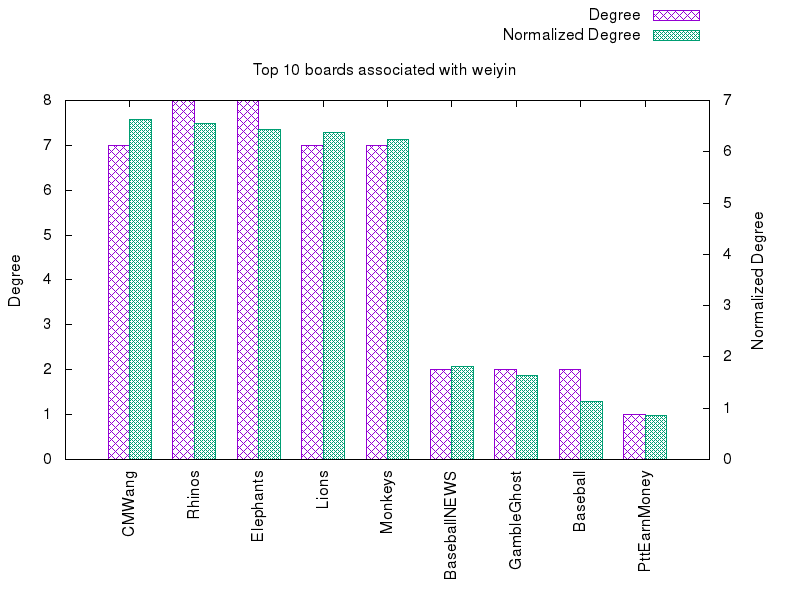 Degree
Normalized Degree
Top 10 boards associated with weiyin
8
7
6
5
4
3
2
1
0
7
6
5
4
3
2
1
0
Degree
Normalized Degree
CMWang
Rhinos
Elephants
Lions
Monkeys
BaseballNEWS
GambleGhost
Baseball
PttEarnMoney